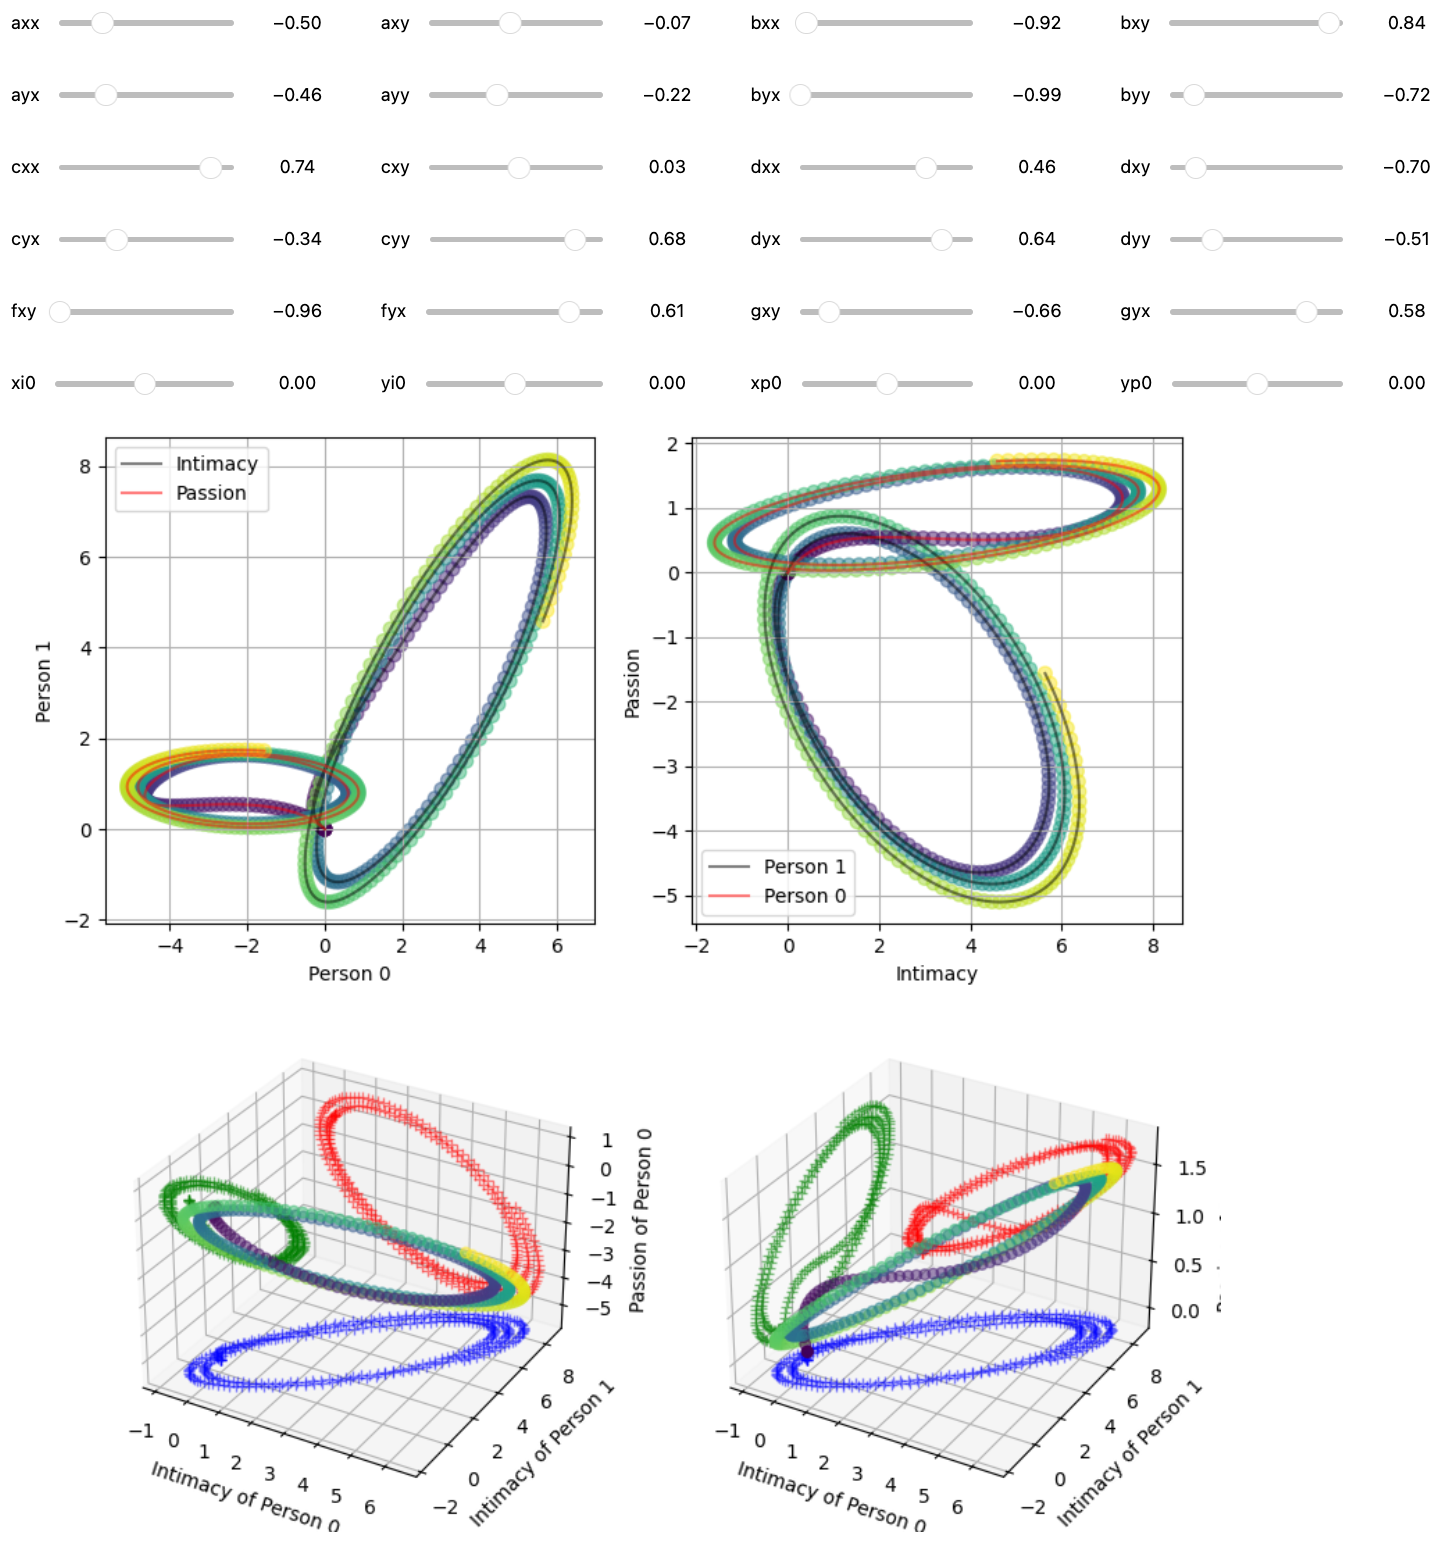 axx −0.50 axy −0.07 bxx −0.92 bxy 0.84
ayx −0.46 ayy −0.22 byx −0.99 byy −0.72
cxx 0.74 cxy 0.03 dxx 0.46 dxy −0.70
cyx −0.34 cyy 0.68 dyx 0.64 dyy −0.51
fxy −0.96 fyx 0.61 gxy −0.66 gyx 0.58
xi0 0.00 yi0 0.00 xp0 0.00 yp0 0.00
Intimacy
Passion
8
6
4
2
0
−2
Person 1
−4 −2 0 2 4 6
Person 0
2
1
0
−1
−2
−3
−4
−5
Passion
Person 1
Person 0
−2 0 2 4 6 8
Intimacy
1
0
−1
−2
−3
−4
−5
Passion of Person 0
−1 0 1 2 3 4 5 6
Intimacy of Person 0
−2 0 2 4 6 8
Intimacy of Person 1
1.5
1.0
0.5
0.0
−1 0 1 2 3 4 5 6
Intimacy of Person 0
−2 0 2 4 6 8
Intimacy of Person 1